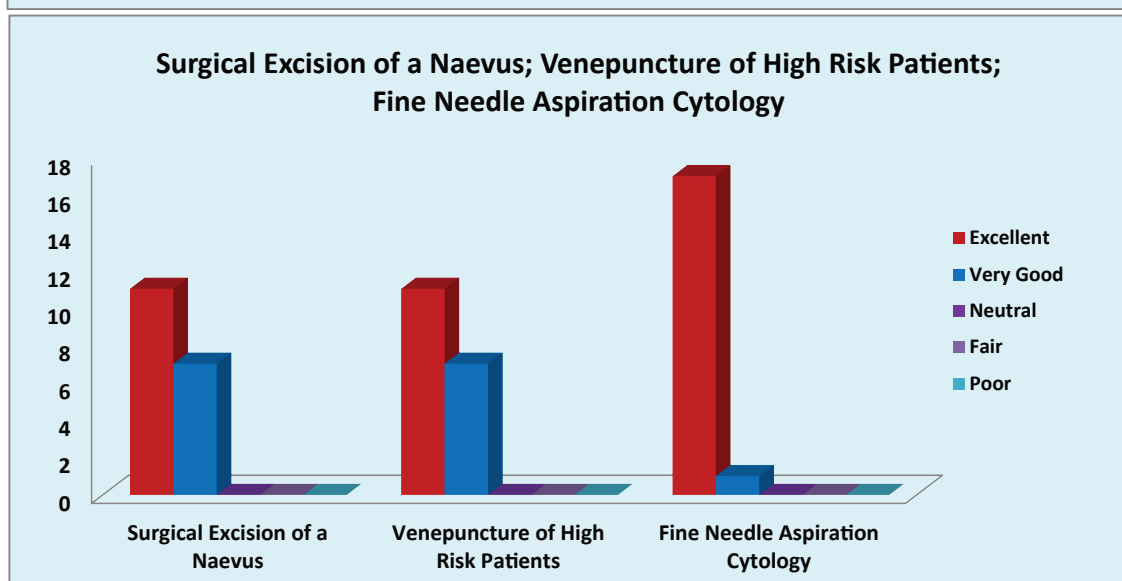 Surgical Excision of a Naevus; Venepuncture of High Risk Patients;
Fine Needle Aspiration Cytology
18
16
14
12
10
8
6
4
2
0
Excellent
Very Good
Neutral
Fair
Poor
Surgical Excision of a
Naevus
Venepuncture of High
Risk Patients
Fine Needle Aspiration
Cytology